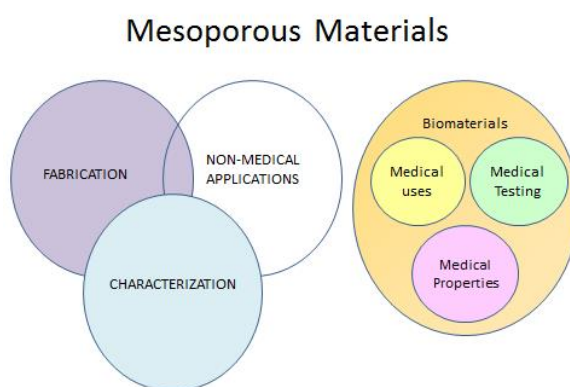 Mesoporous Materials
FABRICATION
NON-MEDICAL
APPLICATIONS
CHARACTERIZATION
Biomaterials
Medical
uses
Medical
Testing
Medical
Properties